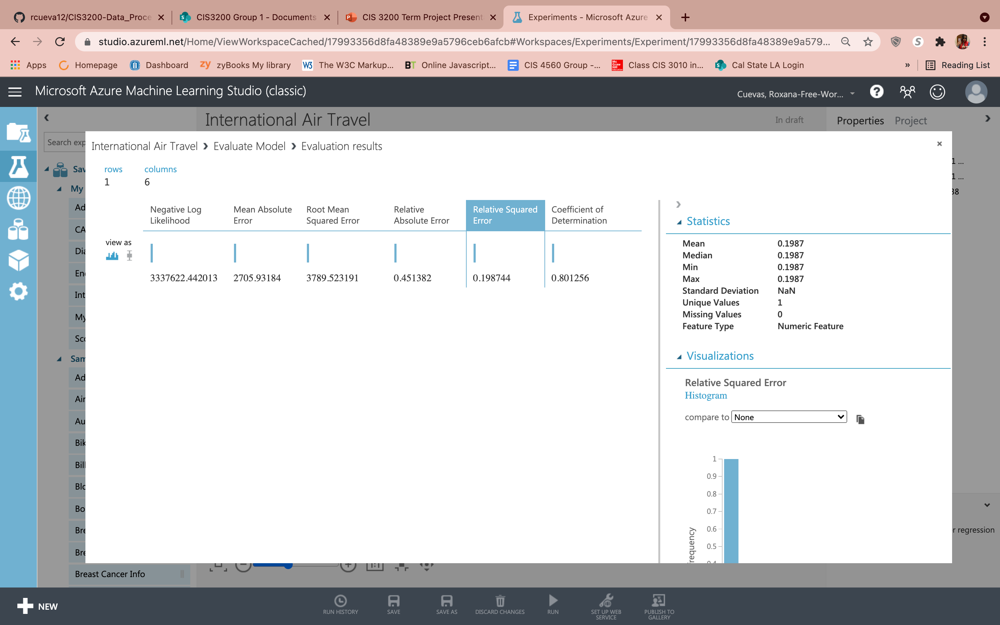 rcueva12/CIS3200-Data_Proce
CIS3200 Group 1 - Documents
CIS 3200 Term Project Present
Experiments - Microsoft Azure
studio.azureml.net/Home/ViewWorkspaceCached/17993356d8fa48389e9a5796ceb6afcb#Workspaces/Experiments/Experiment/17993356d8fa48389e9a579...
Apps Homepage Dashboard zyBooks My library The W3C Markup... Online Javascript... CIS 4560 Group -... Class CIS 3010 in... Cal State LA Login » Reading List
Microsoft Azure Machine Learning Studio (classic)
Cuevas, Roxana-Free-Wor...
International Air Travel
In draft
Properties Project
Search exp
International Air Travel › Evaluate Model › Evaluation results
rows columns
1 6
Sav
My
Ad
CA
Dia
End
Int
My
Sco
Sam
Ad
Air
Au
Bik
Bill
Blo
Bo
Bre
Bre
Breast Cancer Info
Negative Log Likelihood
Mean Absolute Error
Root Mean Squared Error
Relative Absolute Error
Relative Squared Error
Coefficient of Determination
view as
3337622.442013 2705.93184 3789.523191 0.451382 0.198744 0.801256
Statistics
Mean 0.1987
Median 0.1987
Min 0.1987
Max 0.1987
Standard Deviation NaN
Unique Values 1
Missing Values 0
Feature Type Numeric Feature
Visualizations
Relative Squared Error
Histogram
compare to None
1
0.9
0.8
0.7
0.6
0.5
requency
1 ...
1 ...
38
r regression
NEW
RUN HISTORY
SAVE
SAVE AS
DISCARD CHANGES
RUN
SET UP WEB SERVICE
PUBLISH TO GALLERY